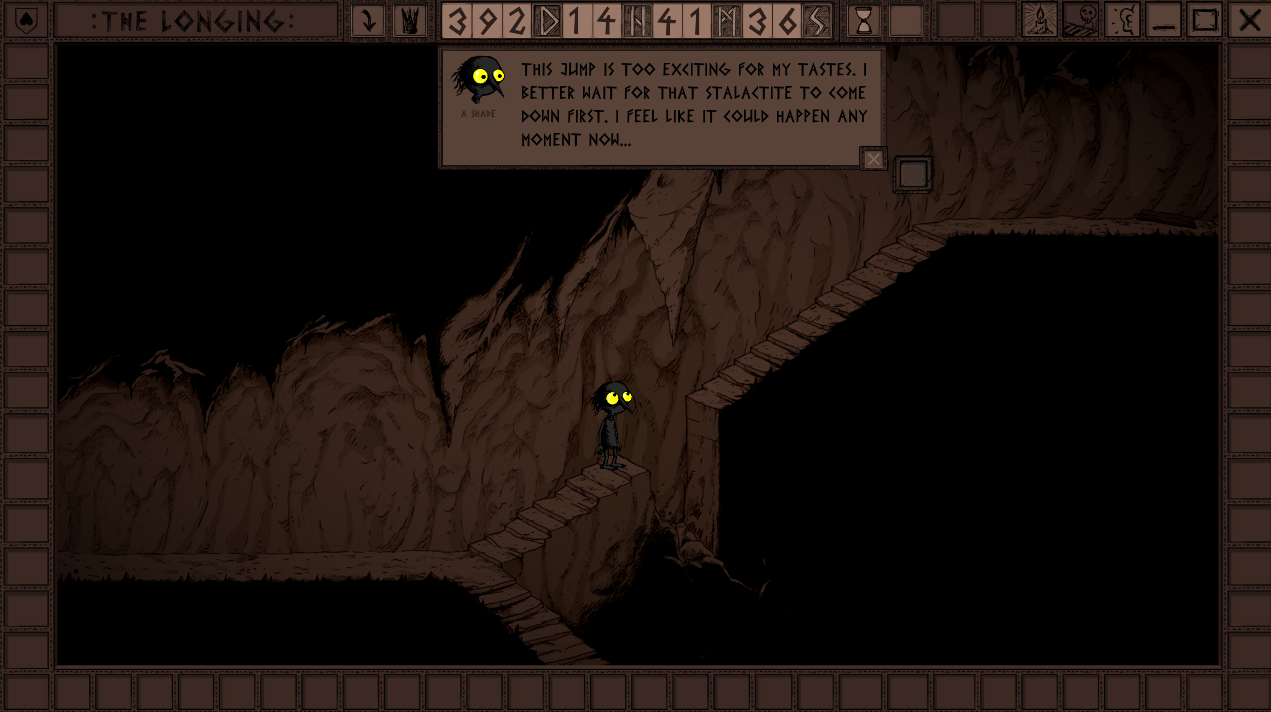 :THE LONGING:
392D14H41M36S
THIS JUMP IS TOO EXCITING FOR MY TASTES. I
BETTER WAIT FOR THAT STALACTITE TO COME
DOWN FIRST. I FEEL LIKE IT COULD HAPPEN ANY
MOMENT NOW...
A SHADE